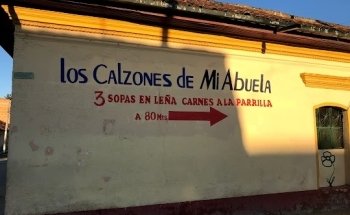 los Calzones de Mi Abuela
3 SOPAS EN LEÑA CARNES A LA PARRILLA
A 80 Mts